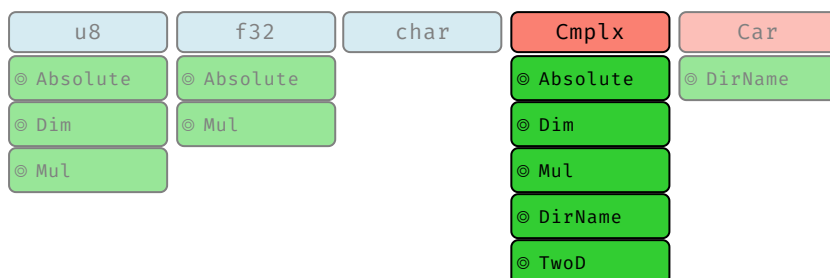 u8 f32 char Cmplx Car
◎ Absolute ◎ Absolute ◎ Absolute ◎ DirName
◎ Dim ◎ Mul ◎ Dim
◎ Mul ◎ Mul
◎ DirName
◎ TwoD